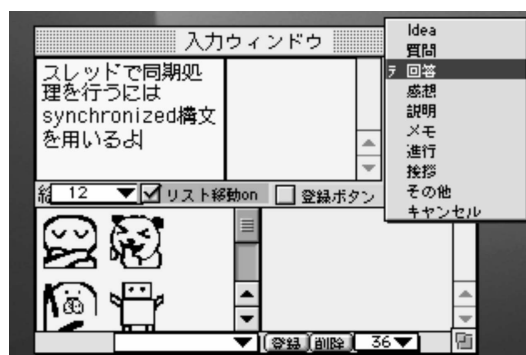 入力ウィンドウ
スレッドで同期処
理を行うには
synchronized構文
を用いるよ
12
リスト移動on
登録ボタン
Idea
質問
回答
感想
説明
メモ
進行
挨拶
その他
キャンセル
登録
削除
36